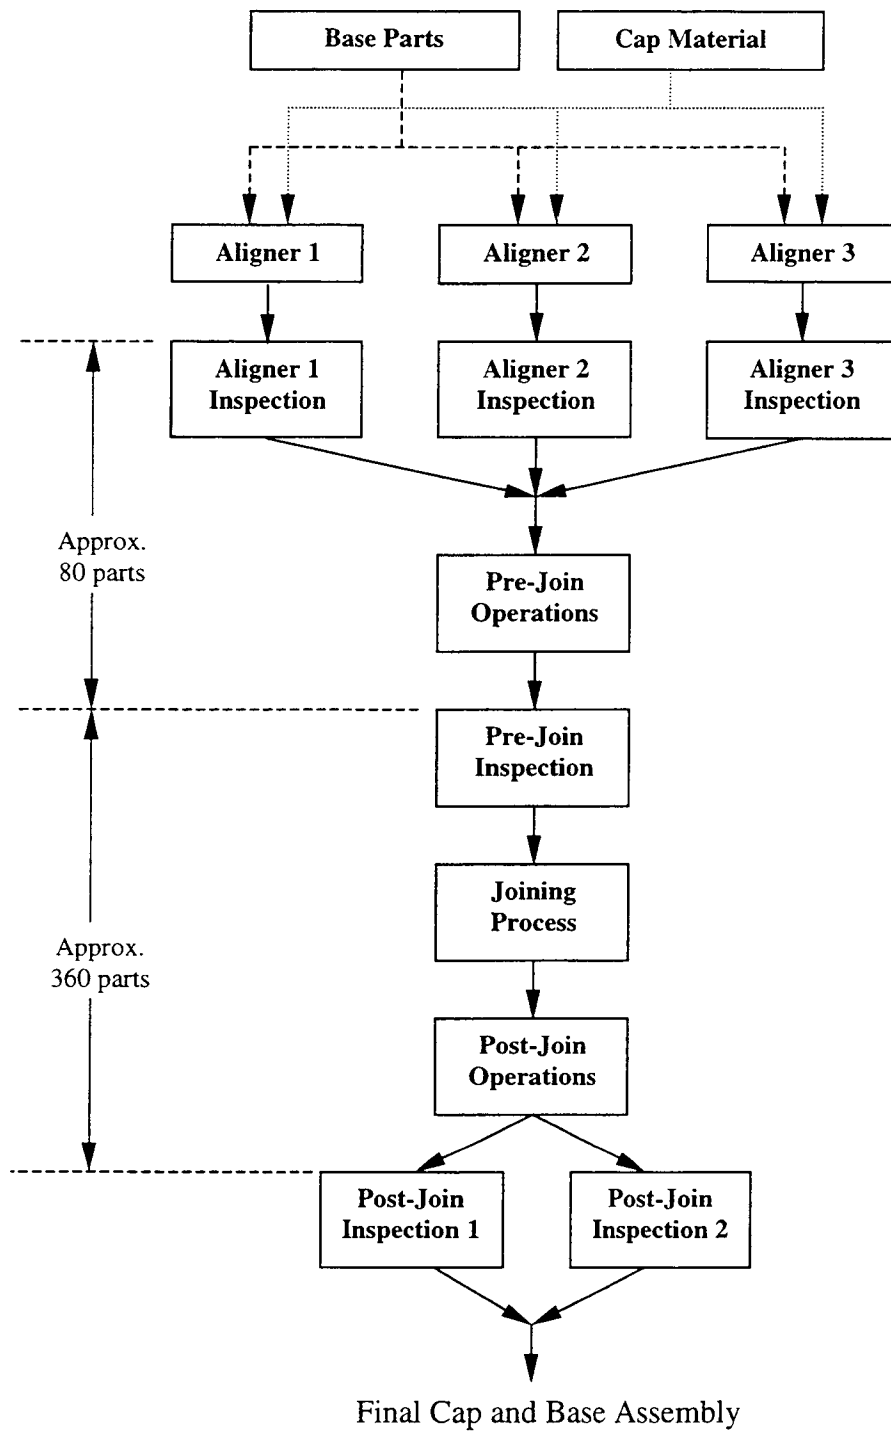 Base Parts
Cap Material
Aligner 1
Aligner 2
Aligner 3
Aligner 1
Inspection
Aligner 2
Inspection
Aligner 3
Inspection
Approx.
80 parts
Pre-Join
Operations
Pre-Join
Inspection
Joining
Process
Approx.
360 parts
Post-Join
Operations
Post-Join
Inspection 1
Post-Join
Inspection 2
Final Cap and Base Assembly